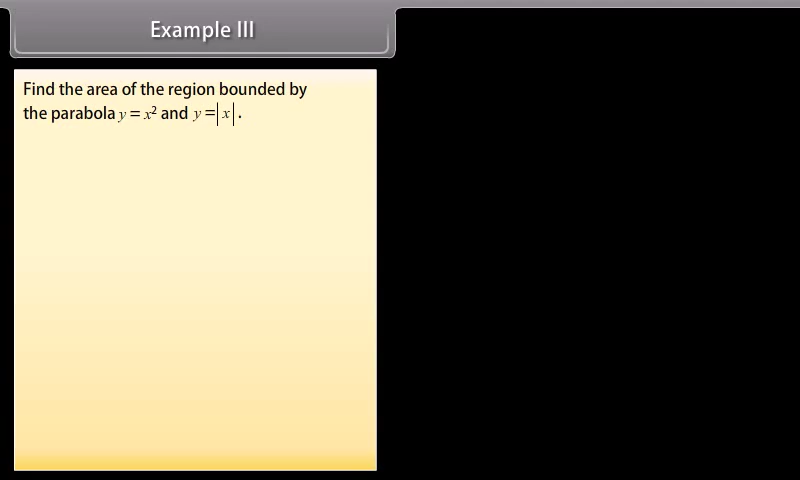 Example III
Find the area of the region bounded by
the parabola y = x² and y = |x| .